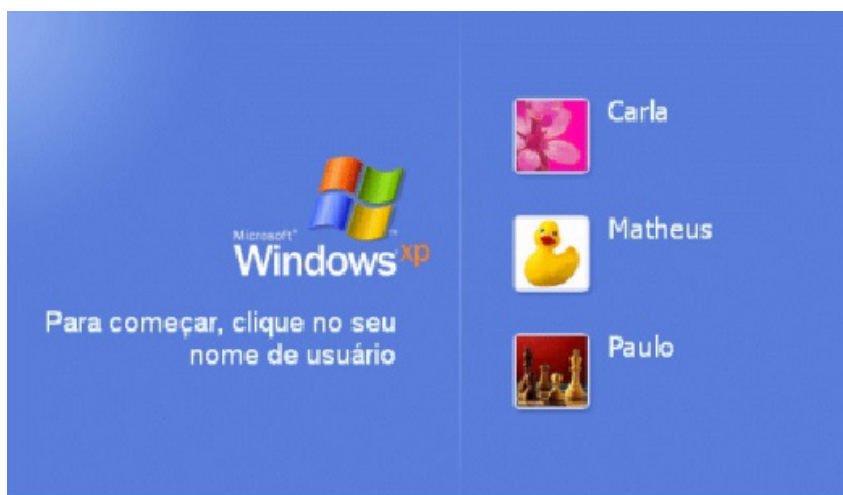 Microsoft®
Windows xp
Para começar, clique no seu
nome de usuário
Carla
Matheus
Paulo